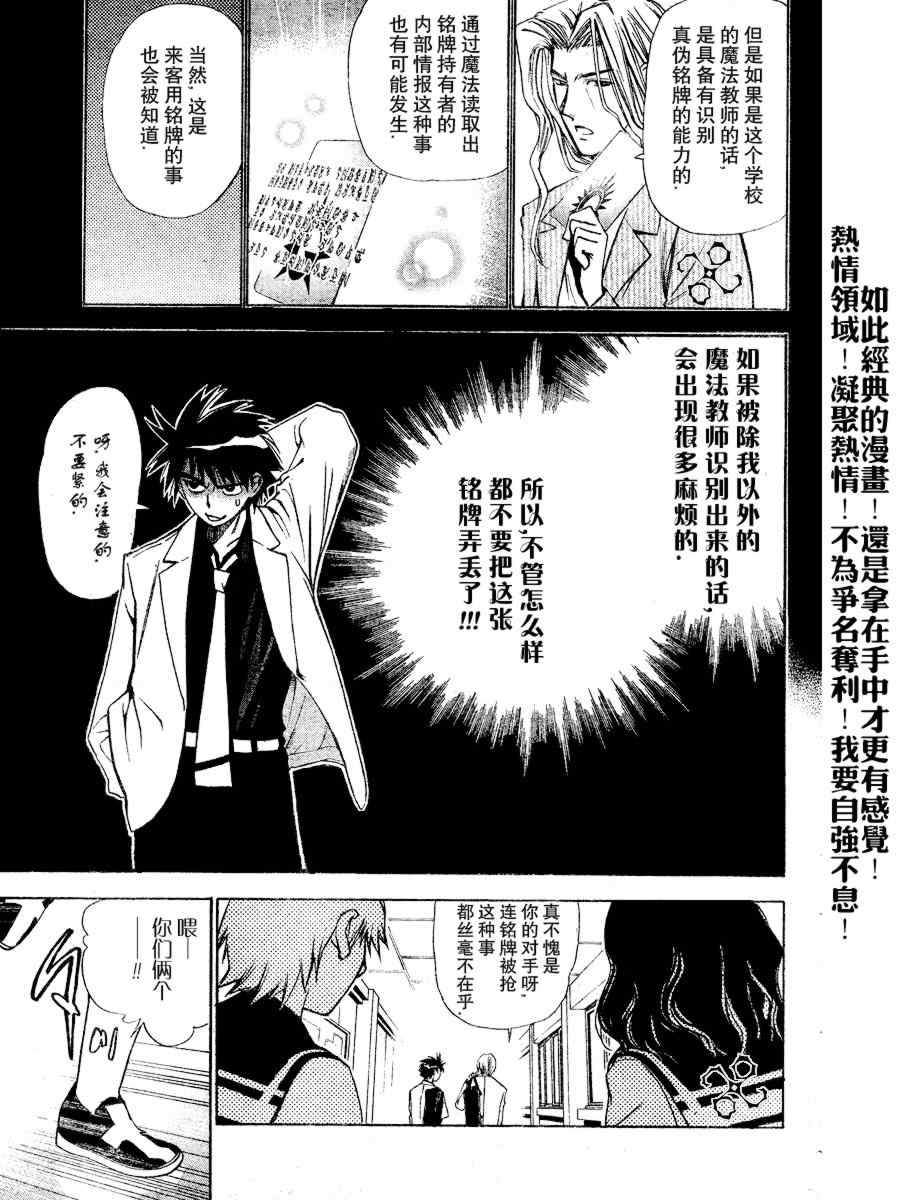 但是如果是这个学校
的魔法教师的话,
是具备有识别
真伪铭牌的能力的.
通过魔法读取出
铭牌持有者的
内部情报这种事
也有可能发生.
当然,这是
来客用铭牌的事
也会被知道.
如果被除我以外的
魔法教师识别出来的话,
会出现很多麻烦的.
所以,不管怎么样
都不要把这张
铭牌弄丢了!!!
呀,我会注意的
不要紧的.
真不愧是
你的对手呀,
连铭牌被抢
这种事
都丝毫不在乎.
喂——
你们俩个
——!!
如此經典的漫畫！還是拿在手中才更有感覺！
熱情領域！凝聚熱情！不為爭名奪利！我要自強不息！